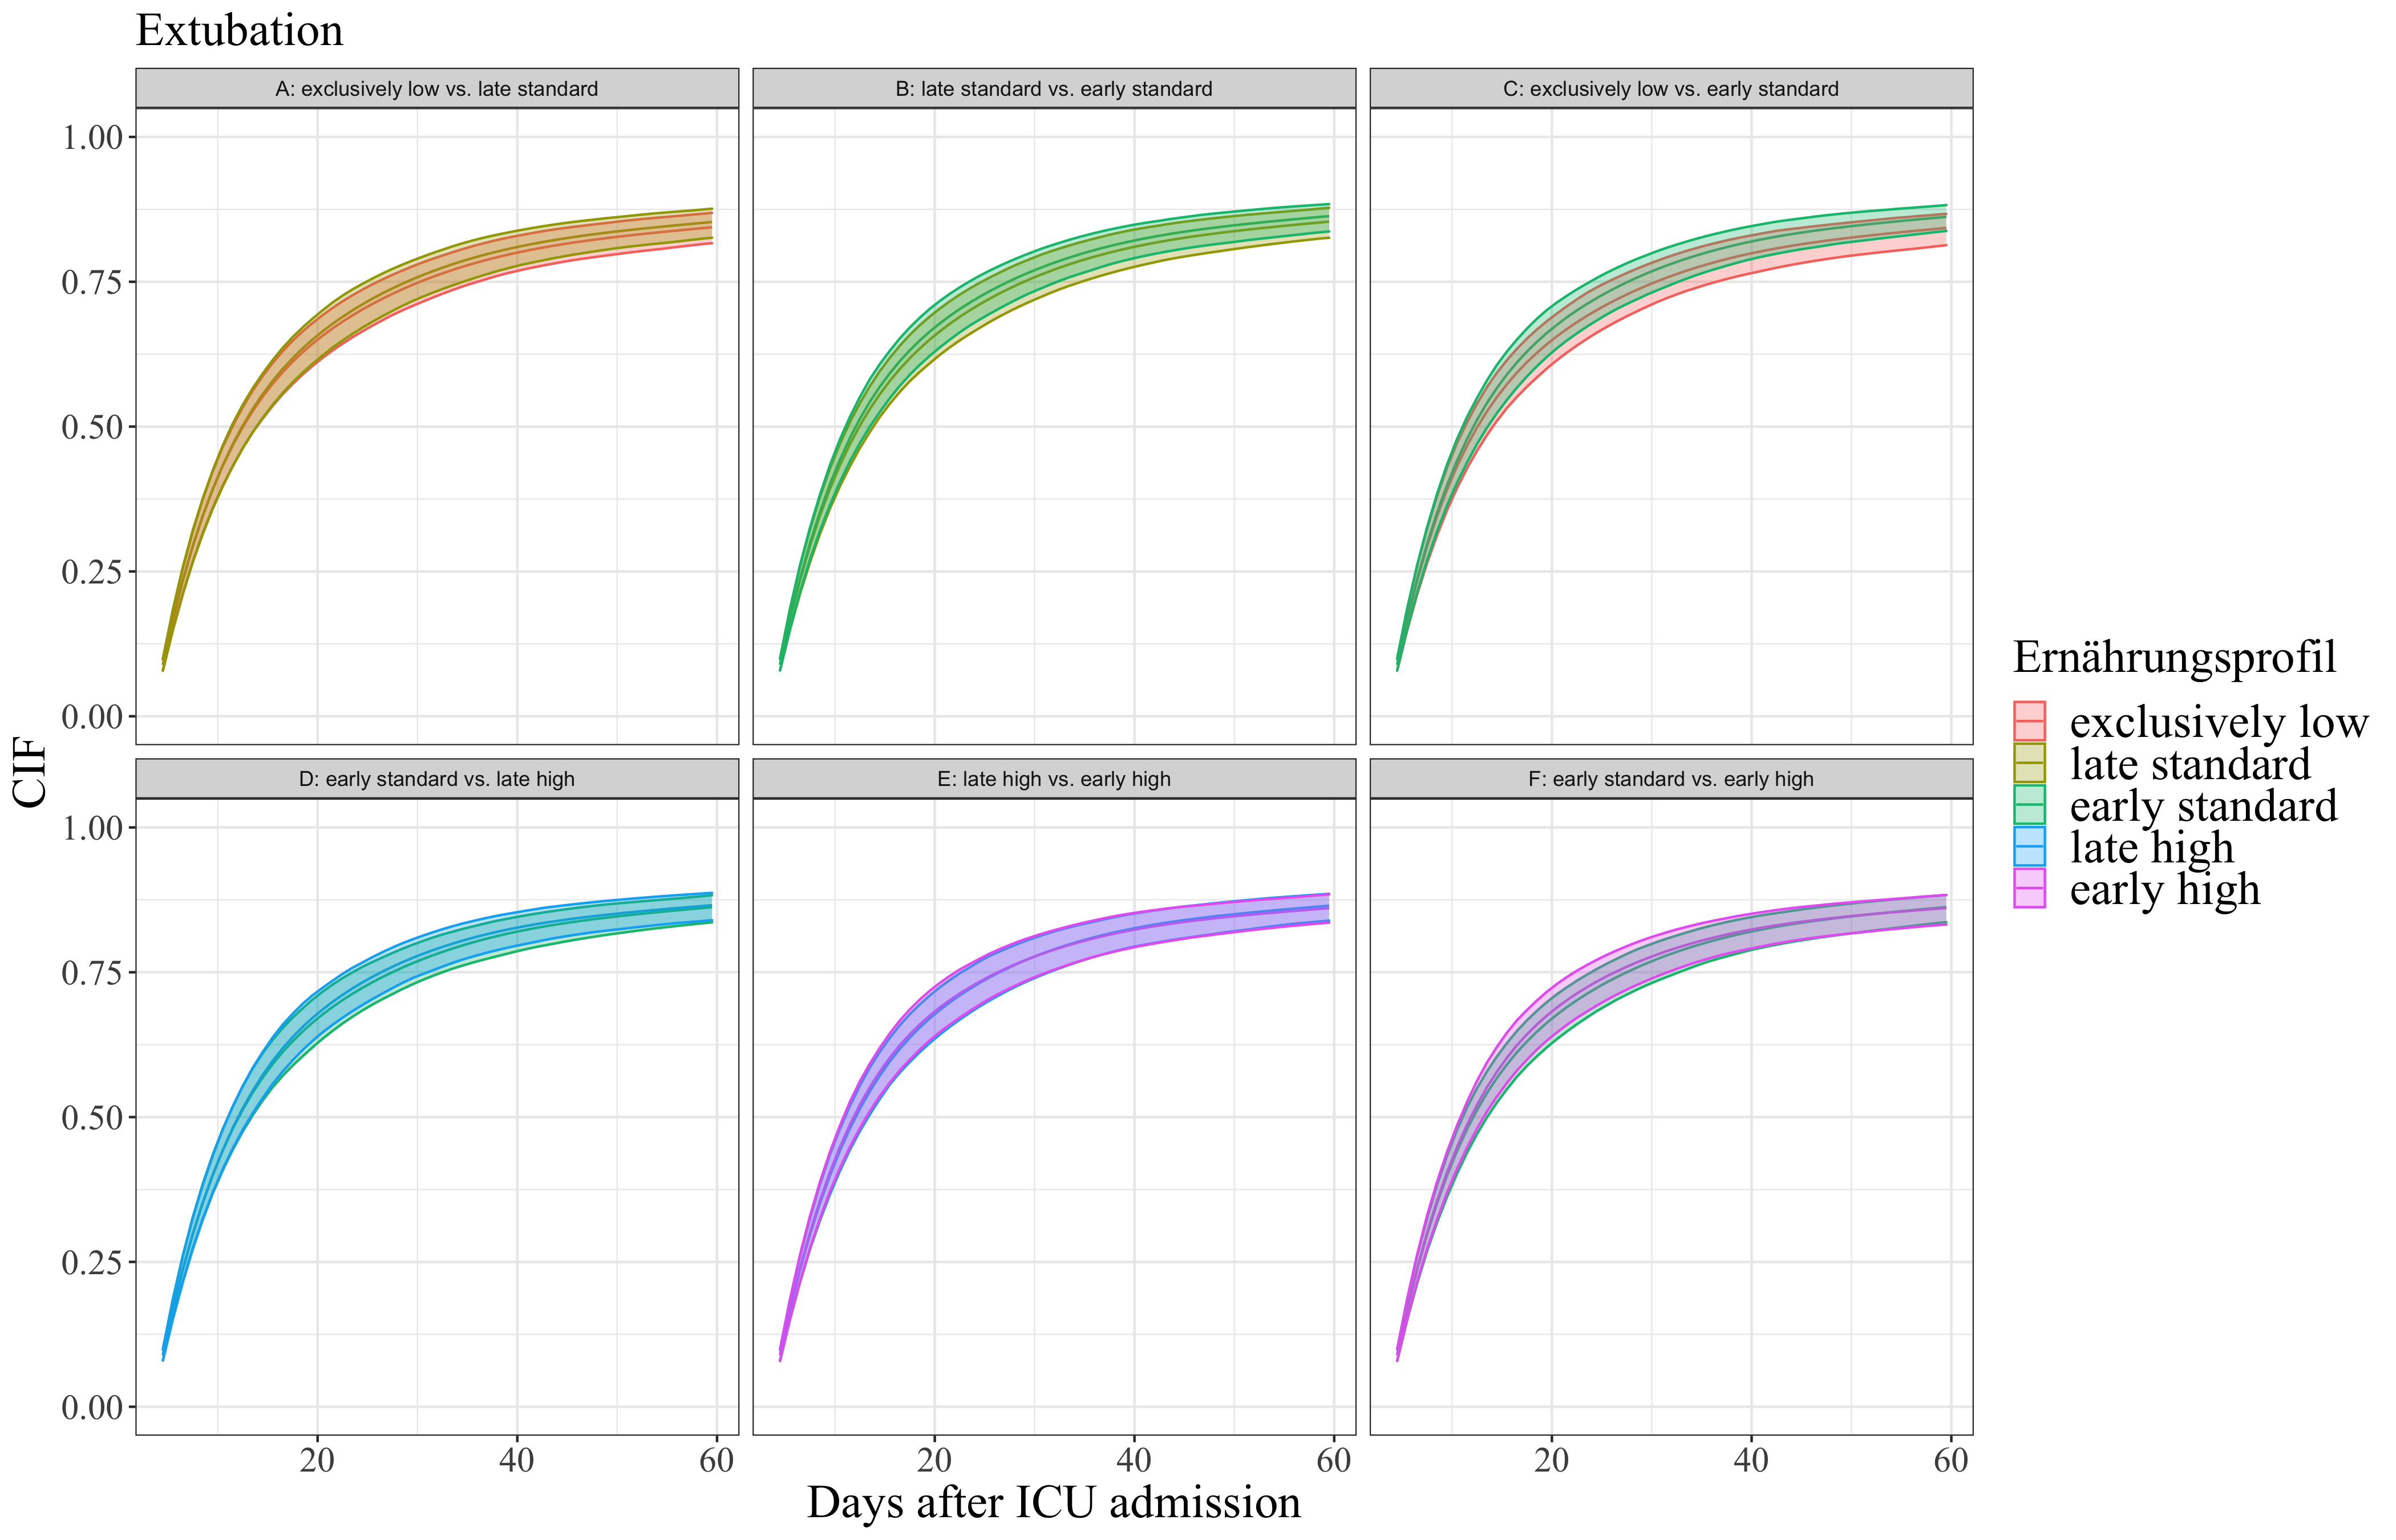 Extubation
A: exclusively low vs. late standard
B: late standard vs. early standard
C: exclusively low vs. early standard
1.00
0.75
0.50
0.25
0.00
CIF
D: early standard vs. late high
E: late high vs. early high
F: early standard vs. early high
1.00
0.75
0.50
0.25
0.00
20 40 60
20 40 60
20 40 60
Days after ICU admission
Ernährungsprofil
exclusively low
late standard
early standard
late high
early high